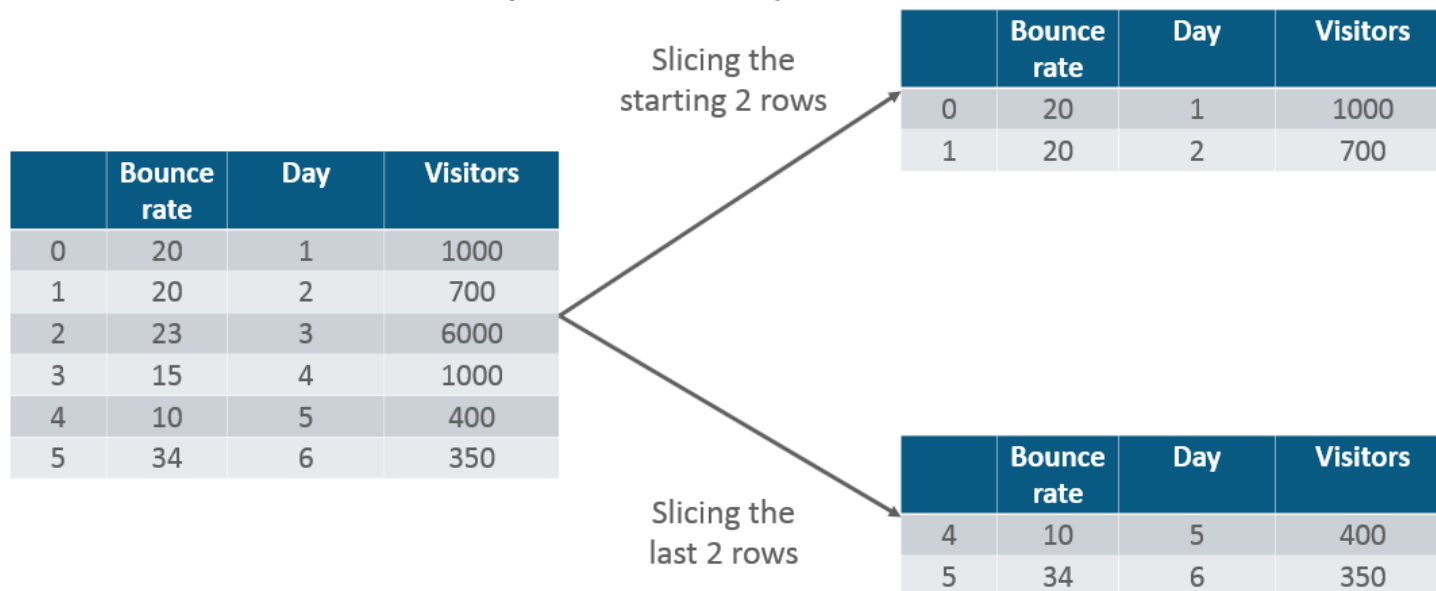 Slicing the
starting 2 rows
Bounce rate Day Visitors
0 20 1 1000
1 20 2 700
Bounce rate Day Visitors
0 20 1 1000
1 20 2 700
2 23 3 6000
3 15 4 1000
4 10 5 400
5 34 6 350
Slicing the
last 2 rows
Bounce rate Day Visitors
4 10 5 400
5 34 6 350